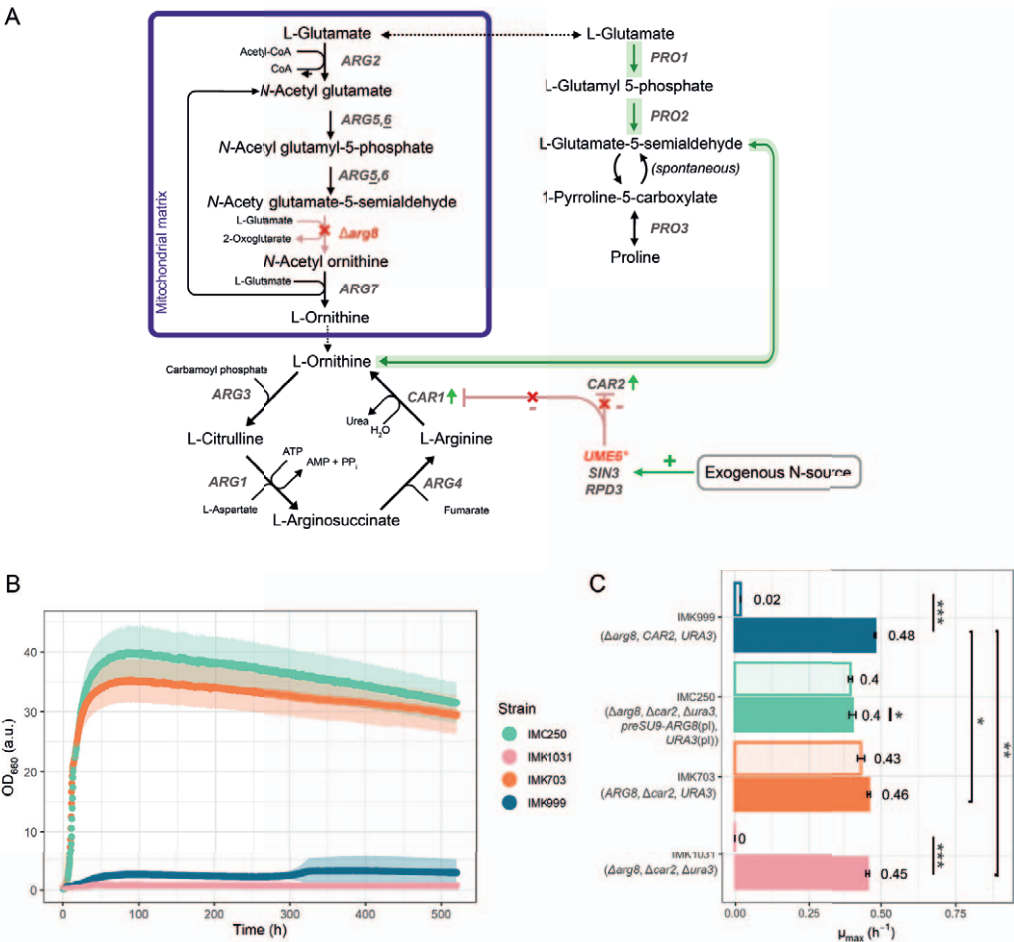 A
L-Glutamate
L-Glutamate
Acetyl-CoA
CoA
ARG2
PRO1
N-Acetyl glutamate
L-Glutamyl 5-phosphate
ARG5,6
PRO2
N-Acetyl glutamyl-5-phosphate
L-Glutamate-5-semialdehyde
ARG5,6
(spontaneous)
N-Acety glutamate-5-semialdehyde
1-Pyrroline-5-carboxylate
L-Glutamate
2-Oxoglutarate
Δarg8
PRO3
N-Acetyl ornithine
Proline
L-Glutamate
ARG7
L-Ornithine
Mitochondrial matrix
L-Ornithine
Carbamoyl phosphate
ARG3
CAR1
CAR2
Urea
H2O
L-Citrulline
L-Arginine
ATP
AMP + PPi
ARG1
ARG4
L-Aspartate
Fumarate
L-Arginosuccinate
UME6*
SIN3
RPD3
+
Exogenous N-source
B
OD660 (a.u.)
40
30
20
10
0
0
100
200
300
400
500
Time (h)
Strain
IMC250
IMK1031
IMK703
IMK999
C
0.02
***
IMK999
(Δarg8, CAR2, URA3)
0.48
0.4
IMC250
(Δarg8, Δcar2, Δura3,
preSU9-ARG8(pl),
URA3(pl))
0.4
*
0.43
IMK703
(ARG8, Δcar2, URA3)
0.46
*
**
0
IMK1031
(Δarg8, Δcar2, Δura3)
0.45
***
0.00
0.25
0.50
0.75
μmax (h⁻¹)